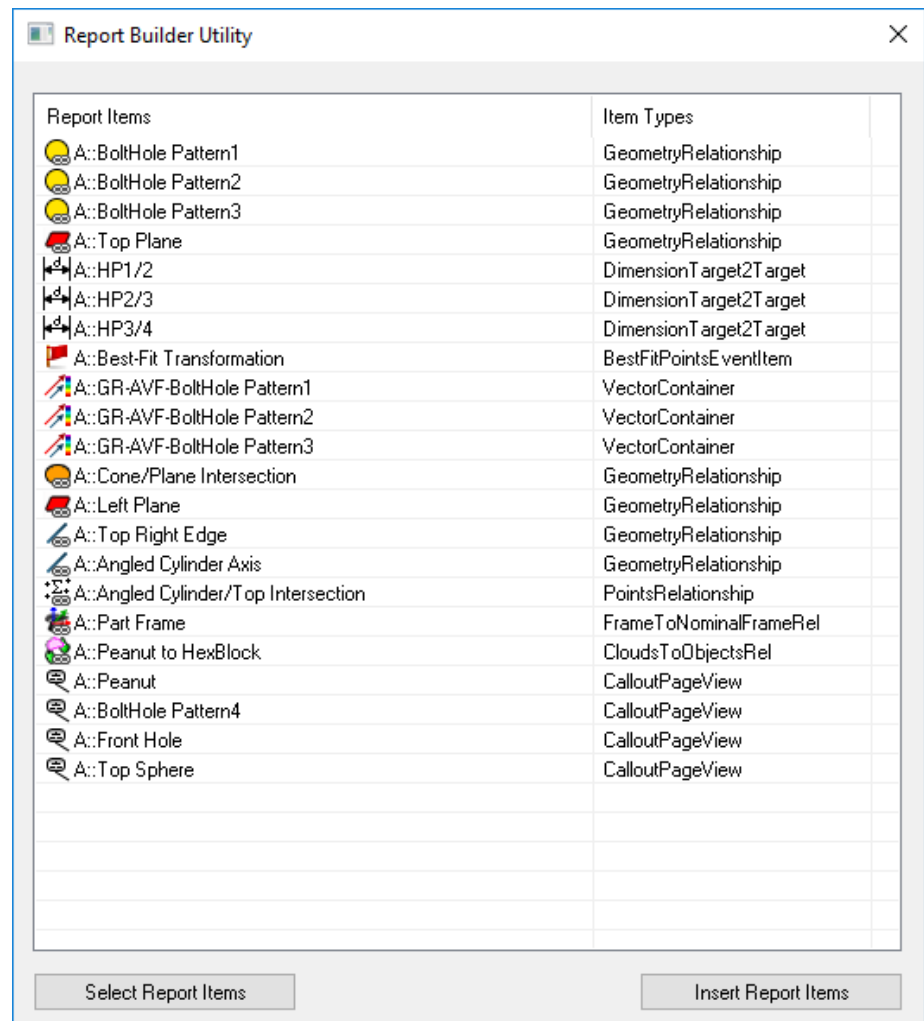 Report Builder Utility
Report Items Item Types
A::BoltHole Pattern1 GeometryRelationship
A::BoltHole Pattern2 GeometryRelationship
A::BoltHole Pattern3 GeometryRelationship
A::Top Plane GeometryRelationship
A::HP1/2 DimensionTarget2Target
A::HP2/3 DimensionTarget2Target
A::HP3/4 DimensionTarget2Target
A::Best-Fit Transformation BestFitPointsEventItem
A::GR-AVF-BoltHole Pattern1 VectorContainer
A::GR-AVF-BoltHole Pattern2 VectorContainer
A::GR-AVF-BoltHole Pattern3 VectorContainer
A::Cone/Plane Intersection GeometryRelationship
A::Left Plane GeometryRelationship
A::Top Right Edge GeometryRelationship
A::Angled Cylinder Axis GeometryRelationship
A::Angled Cylinder/Top Intersection PointsRelationship
A::Part Frame FrameToNominalFrameRel
A::Peanut to HexBlock CloudsToObjectsRel
A::Peanut CalloutPageView
A::BoltHole Pattern4 CalloutPageView
A::Front Hole CalloutPageView
A::Top Sphere CalloutPageView
Select Report Items Insert Report Items